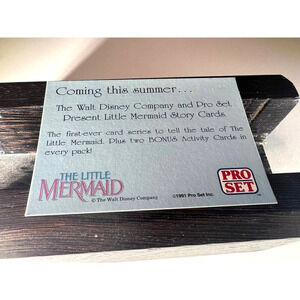 Coming this summer...
The Walt Disney Company and Pro Set
Present Little Mermaid Story Cards.
The first-ever card series to tell the tale of The
Little Mermaid. Plus two BONUS Activity Cards in
every pack!
THE LITTLE
MERMAID
© The Walt Disney Company
©1991 Pro Set Inc.
PRO
SET